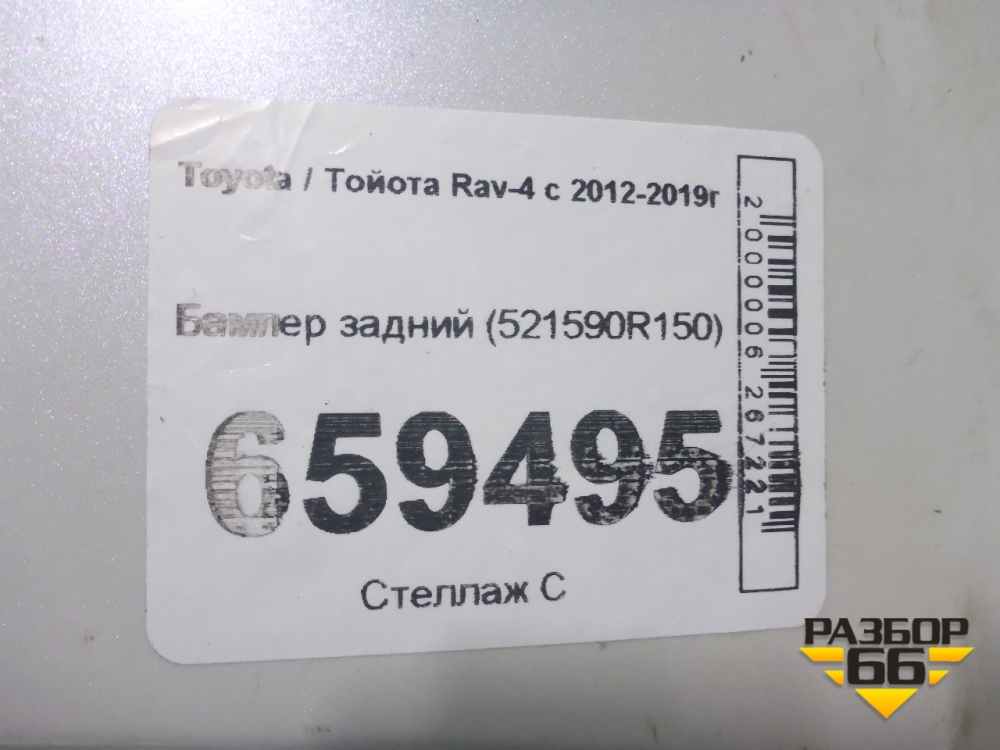 Toyota / Тойота Rav-4 с 2012-2019г
Бампер задний (521590R150)
659495
Стеллаж С
2000006267221
РАЗБОР
66